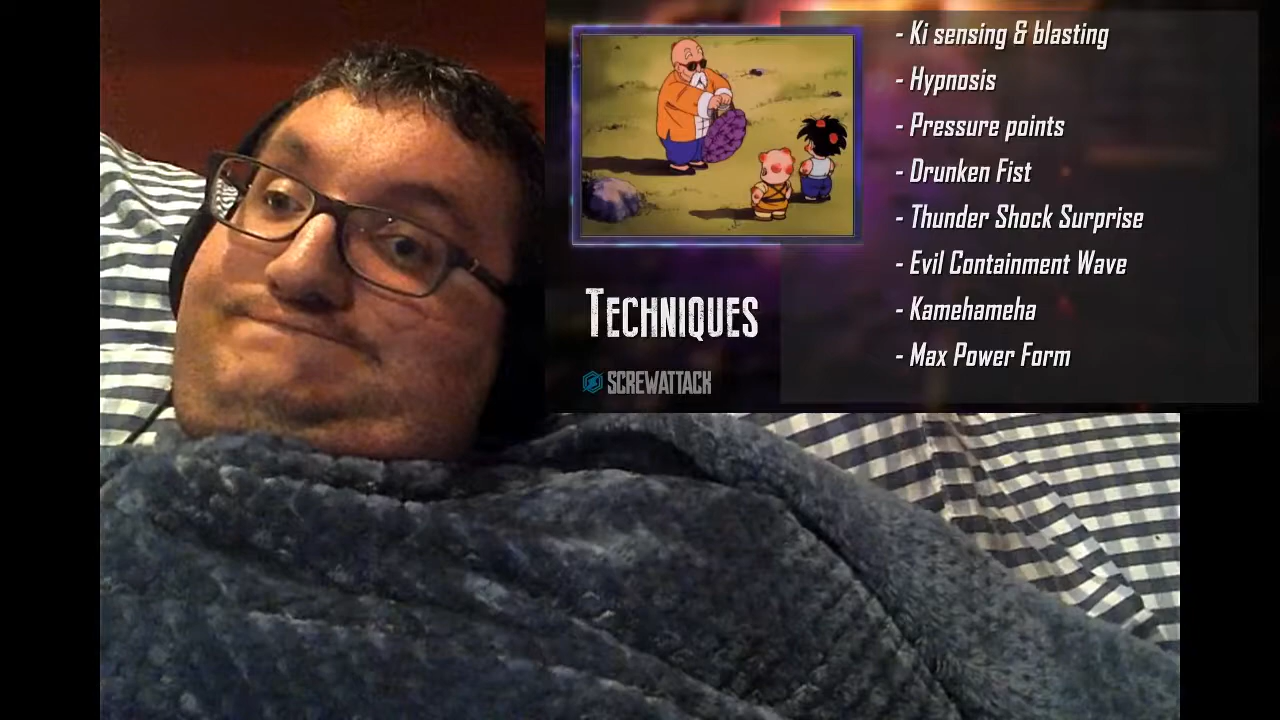 - Ki sensing & blasting
- Hypnosis
- Pressure points
- Drunken Fist
- Thunder Shock Surprise
- Evil Containment Wave
- Kamehameha
- Max Power Form
TECHNIQUES
SCREWATTACK